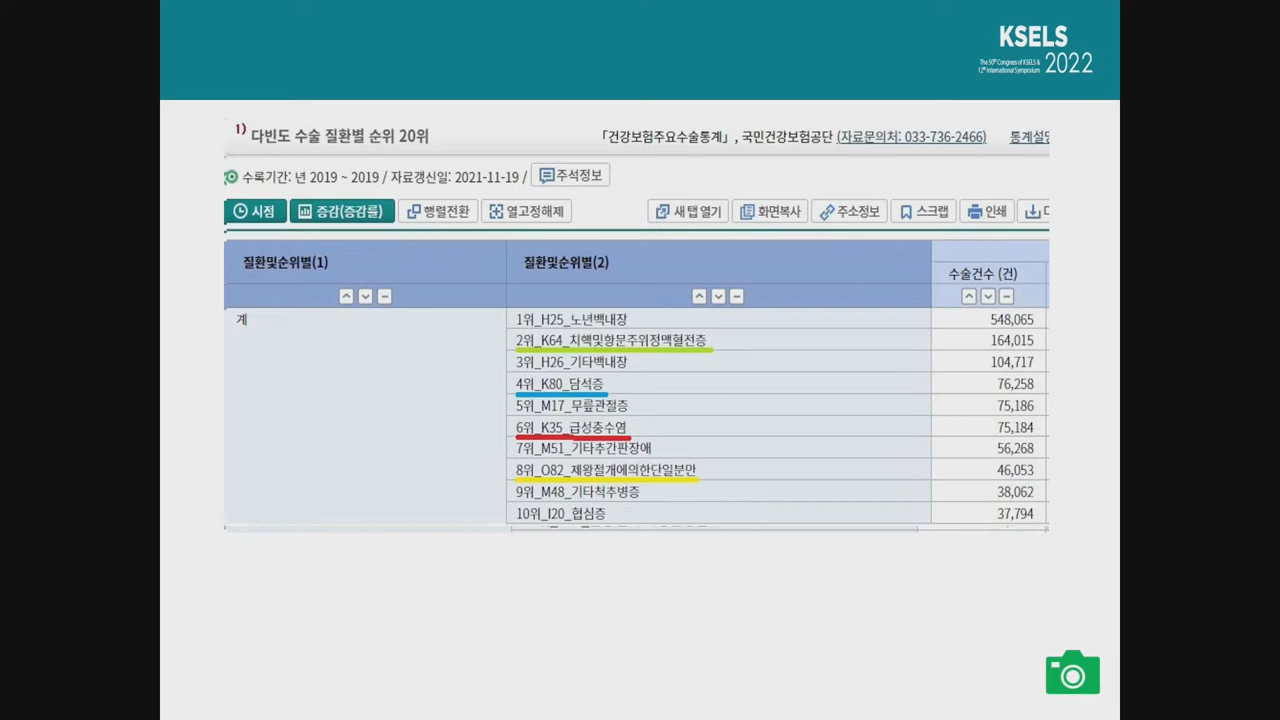 KSELS
The 50th Congress of KSELS &
12th International Symposium
2022
1) 다빈도 수술 질환별 순위 20위
「건강보험주요수술통계」, 국민건강보험공단 (자료문의처: 033-736-2466) 통계설명
수록기간: 년 2019 ~ 2019 / 자료갱신일: 2021-11-19 / 주석정보
시점 증감(증감률) 행렬전환 열고정해제 새 탭 열기 화면복사 주소정보 스크랩 인쇄
질환및순위별(1) 질환및순위별(2) 수술건수 (건)
계 1위_H25_노년백내장 548,065
2위_K64_치핵및항문주위정맥혈전증 164,015
3위_H26_기타백내장 104,717
4위_K80_담석증 76,258
5위_M17_무릎관절증 75,186
6위_K35_급성충수염 75,184
7위_M51_기타추간판장애 56,268
8위_O82_제왕절개에의한단일분만 46,053
9위_M48_기타척추병증 38,062
10위_I20_협심증 37,794